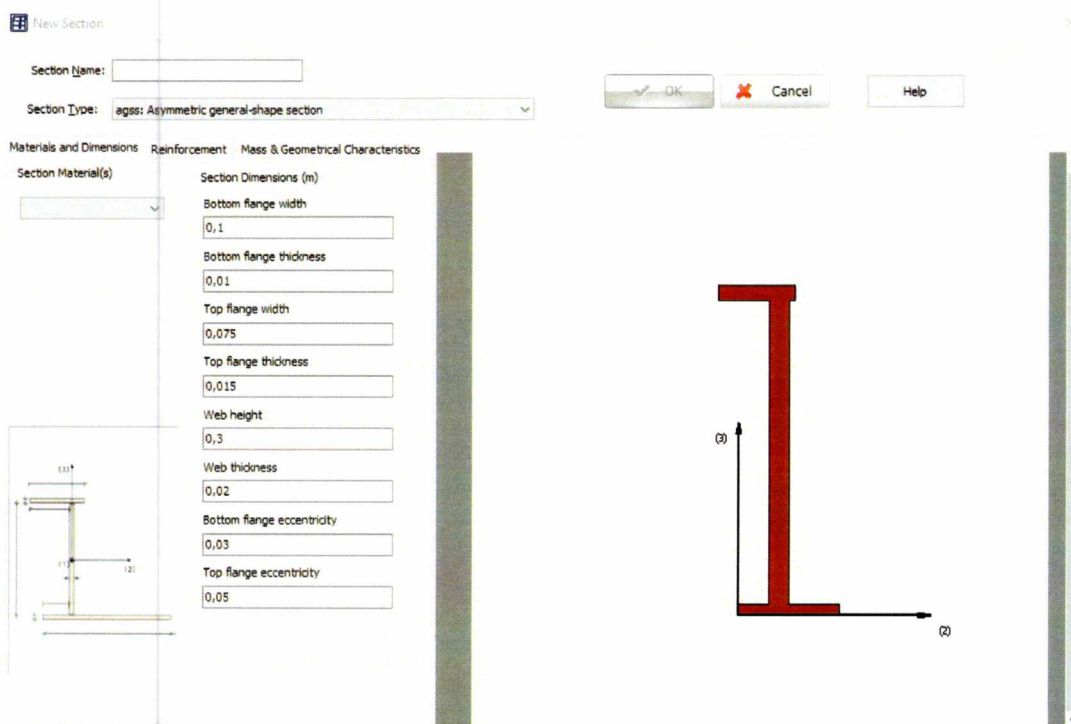 New Section
Section Name:
Section Type: agss: Asymmetric general-shape section
OK Cancel Help
Materials and Dimensions Reinforcement Mass & Geometrical Characteristics
Section Material(s)
Section Dimensions (m)
Bottom flange width
0,1
Bottom flange thickness
0,01
Top flange width
0,075
Top flange thickness
0,015
Web height
0,3
Web thickness
0,02
Bottom flange eccentricity
0,03
Top flange eccentricity
0,05
(3)
(1)
(2)
(3)
(2)